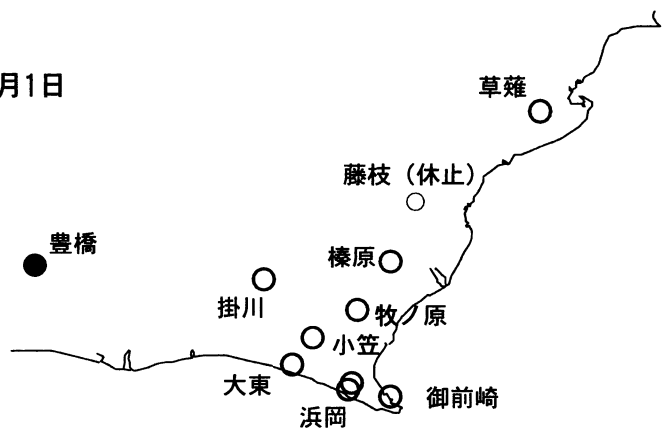 月1日
草薙
藤枝（休止）
豊橋
榛原
掛川
牧ノ原
小笠
大東
浜岡
御前崎